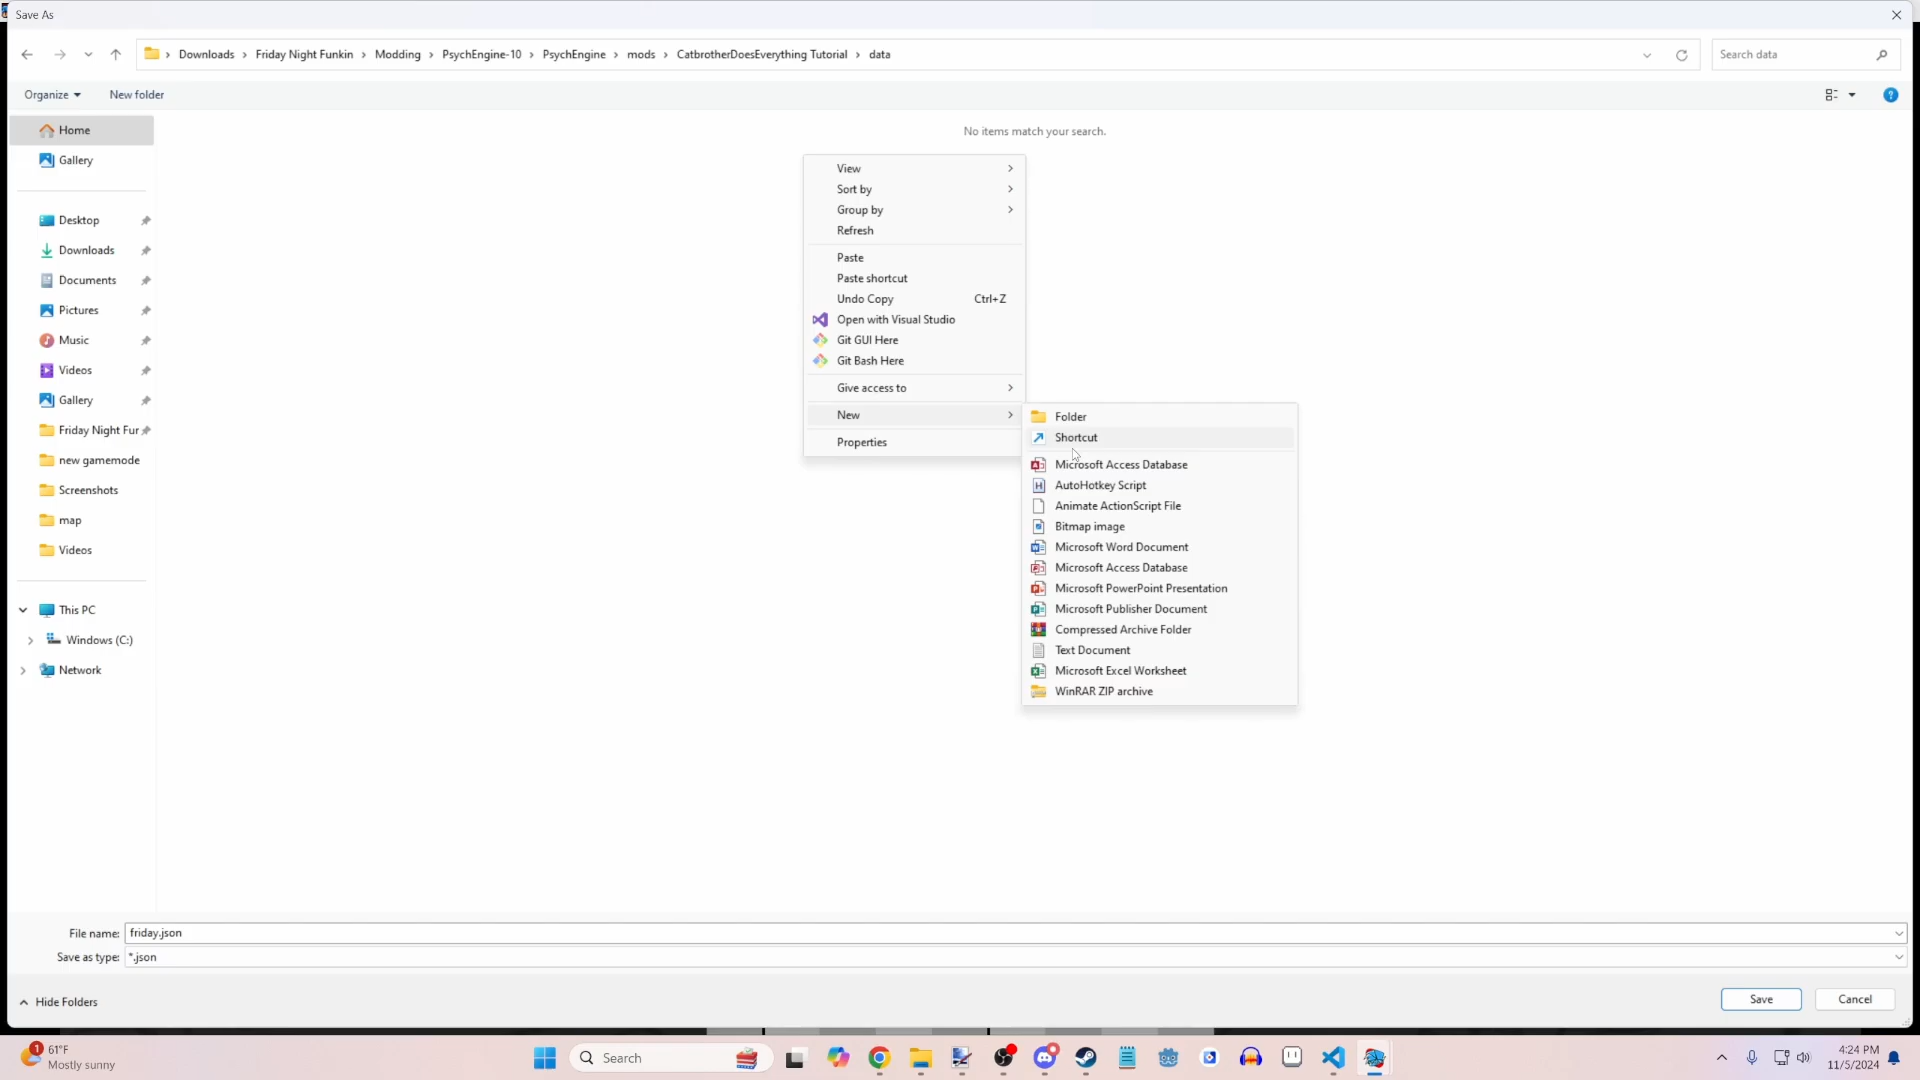 Save As
Downloads > Friday Night Funkin > Modding > PsychEngine-10 > PsychEngine > mods > CatbrotherDoesEverything Tutorial > data
Search data
Organize
New folder
Home
No items match your search.
Gallery
View
Sort by
Group by
Refresh
Paste
Paste shortcut
Undo Copy Ctrl+Z
Open with Visual Studio
Git GUI Here
Git Bash Here
Give access to
New
Properties
Folder
Shortcut
Microsoft Access Database
AutoHotkey Script
Animate ActionScript File
Bitmap image
Microsoft Word Document
Microsoft Access Database
Microsoft PowerPoint Presentation
Microsoft Publisher Document
Compressed Archive Folder
Text Document
Microsoft Excel Worksheet
WinRAR ZIP archive
Desktop
Downloads
Documents
Pictures
Music
Videos
Gallery
Friday Night Fur
new gamemode
Screenshots
map
Videos
This PC
Windows (C:)
Network
File name: friday.json
Save as type: *.json
Hide Folders
Save
Cancel
1
61°F
Mostly sunny
Search
4:24 PM
11/5/2024